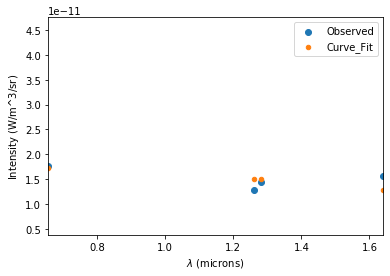 1e−11
Observed
Curve_Fit
4.5
4.0
3.5
3.0
2.5
2.0
1.5
1.0
0.5
Intensity (W/m^3/sr)
0.8 1.0 1.2 1.4 1.6
λ (microns)